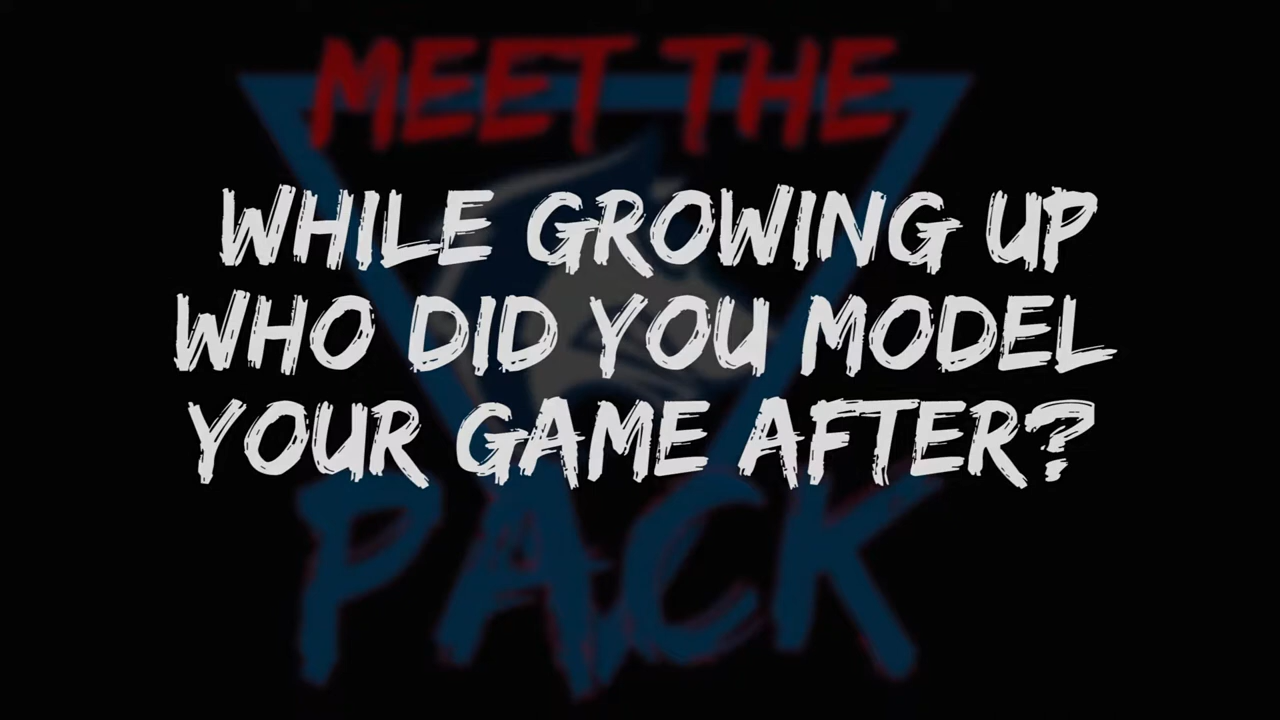 MEET THE
WHILE GROWING UP
WHO DID YOU MODEL
YOUR GAME AFTER?
PACK